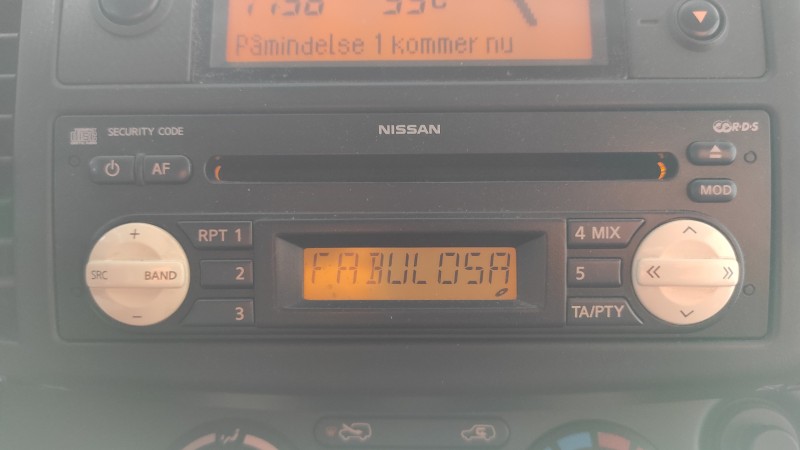 Påmindelse 1 kommer nu
SECURITY CODE
NISSAN
R·D·S
AF
MOD
RPT 1
4 MIX
+
SRC BAND
−
2
5
3
TA/PTY
FABULOSA